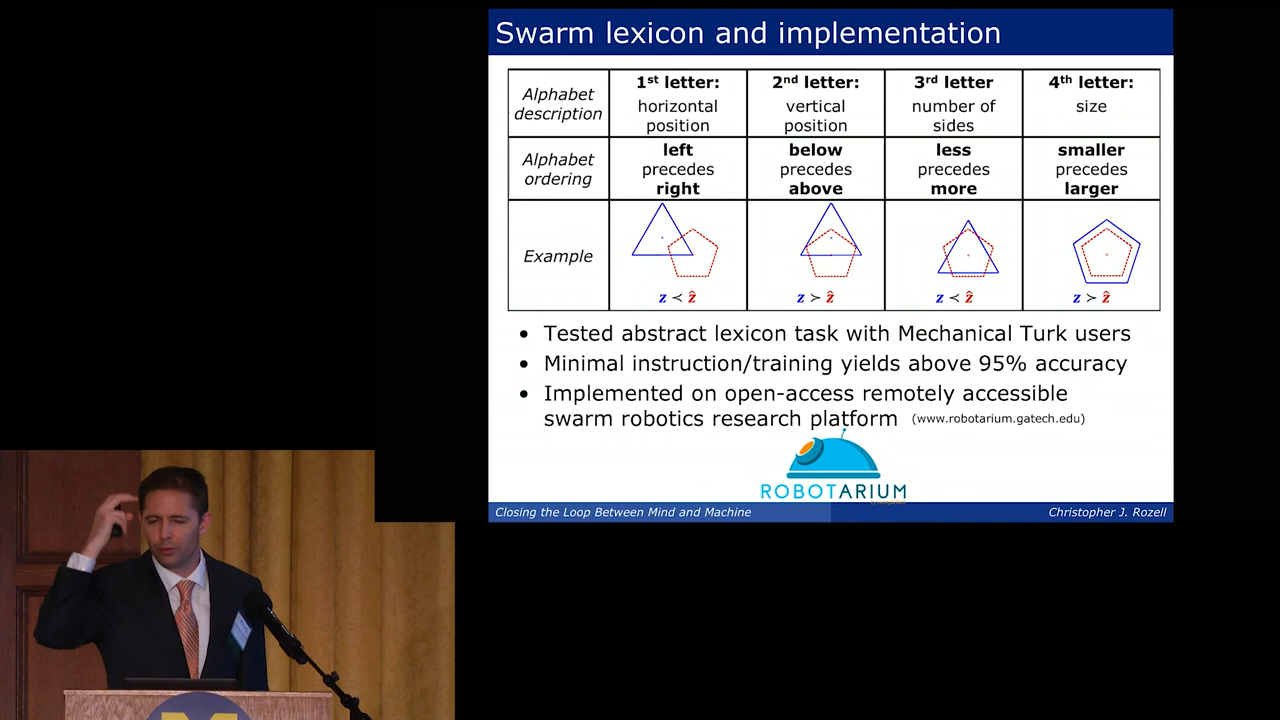 Swarm lexicon and implementation
Alphabet description
1st letter: horizontal position
2nd letter: vertical position
3rd letter number of sides
4th letter: size
Alphabet ordering
left precedes right
below precedes above
less precedes more
smaller precedes larger
Example
z ≺ ẑ
z ≻ ẑ
z ≺ ẑ
z ≻ ẑ
• Tested abstract lexicon task with Mechanical Turk users
• Minimal instruction/training yields above 95% accuracy
• Implemented on open-access remotely accessible
swarm robotics research platform (www.robotarium.gatech.edu)
ROBOTARIUM
Closing the Loop Between Mind and Machine
Christopher J. Rozell
M